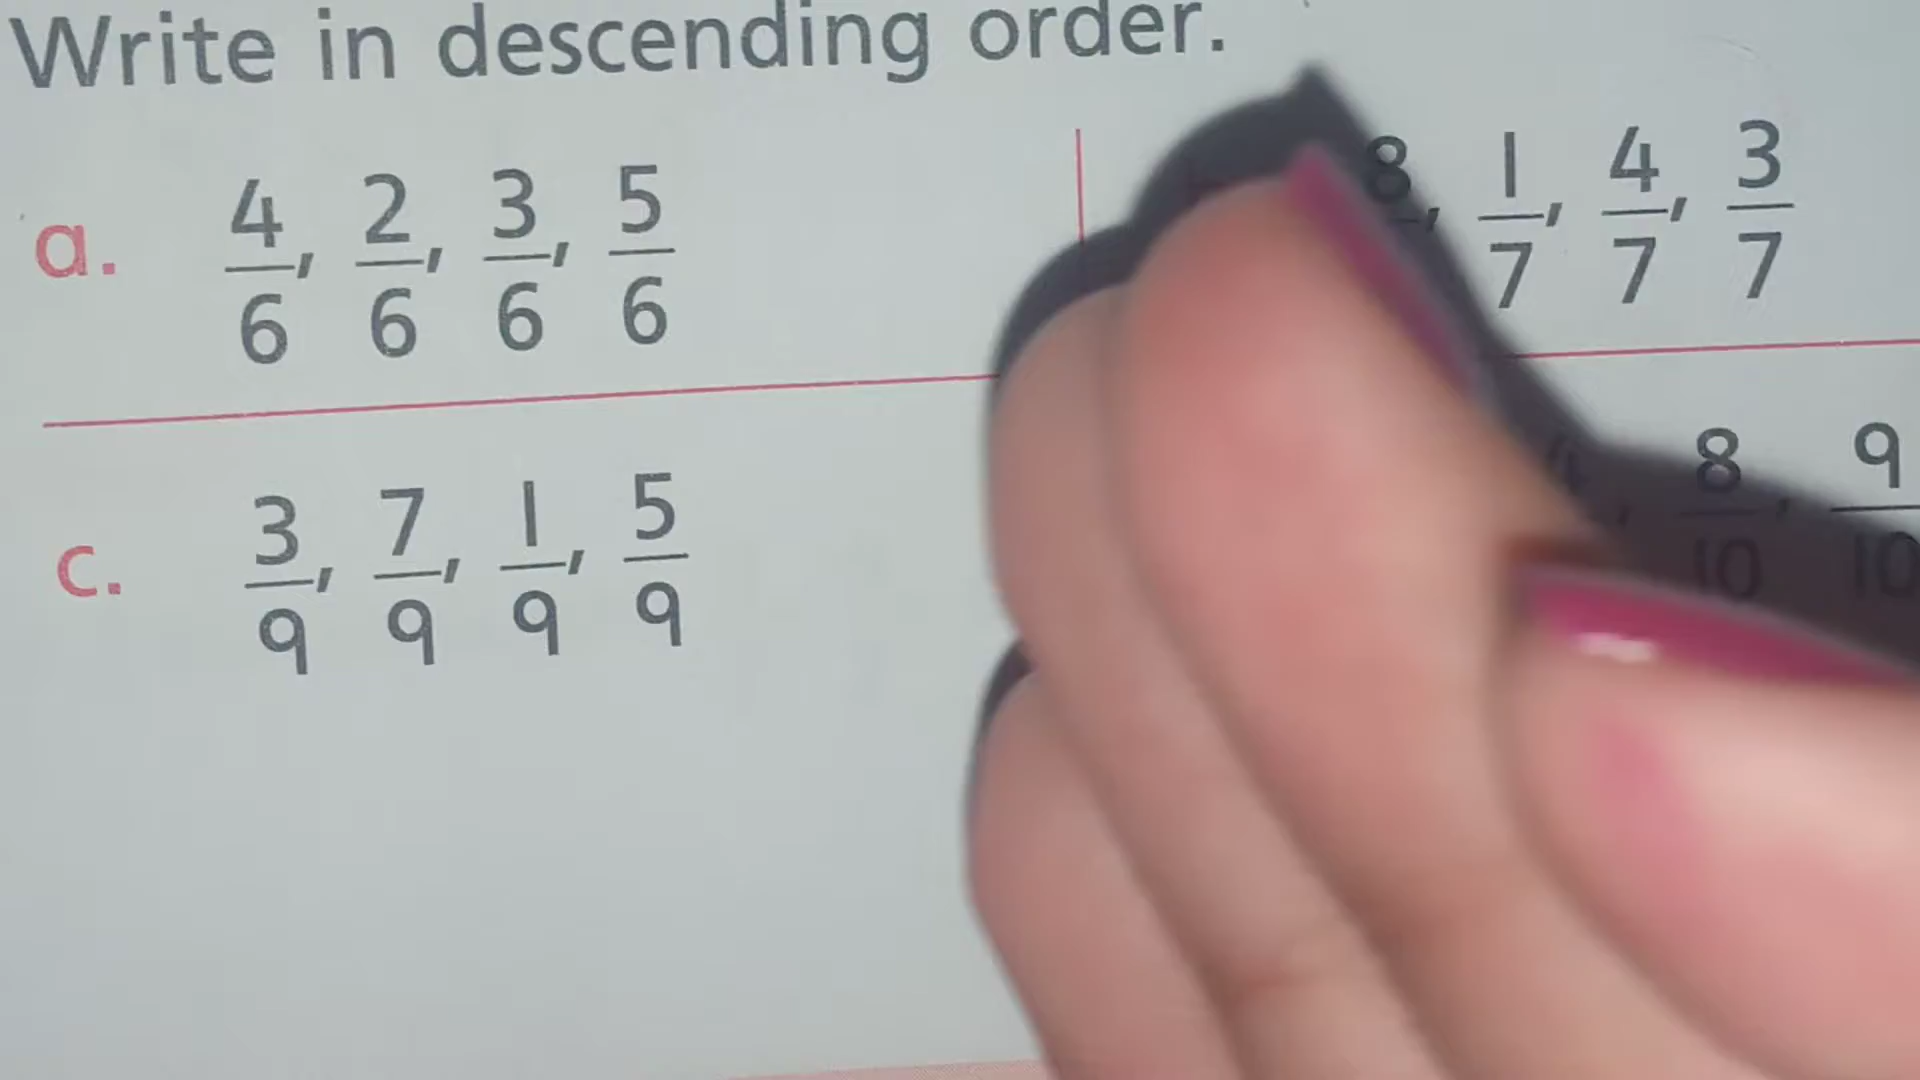 Write in descending order.
a. 4/6, 2/6, 3/6, 5/6
8, 1/7, 4/7, 3/7
c. 3/9, 7/9, 1/9, 5/9
8/10, 9/10